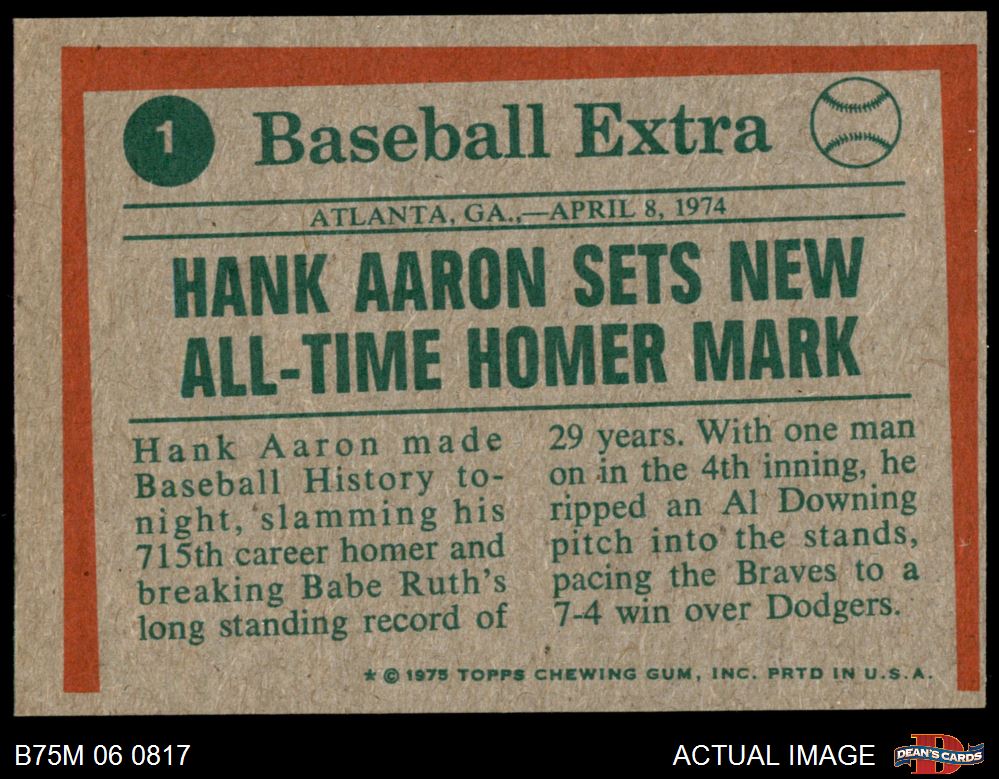 1
Baseball Extra
ATLANTA, GA.,—APRIL 8, 1974
HANK AARON SETS NEW
ALL-TIME HOMER MARK
Hank Aaron made
Baseball History to-
night, slamming his
715th career homer and
breaking Babe Ruth's
long standing record of
29 years. With one man
on in the 4th inning, he
ripped an Al Downing
pitch into the stands,
pacing the Braves to a
7-4 win over Dodgers.
* © 1975 TOPPS CHEWING GUM, INC. PRTD IN U.S.A.
B75M 06 0817
ACTUAL IMAGE
DEAN'S CARDS